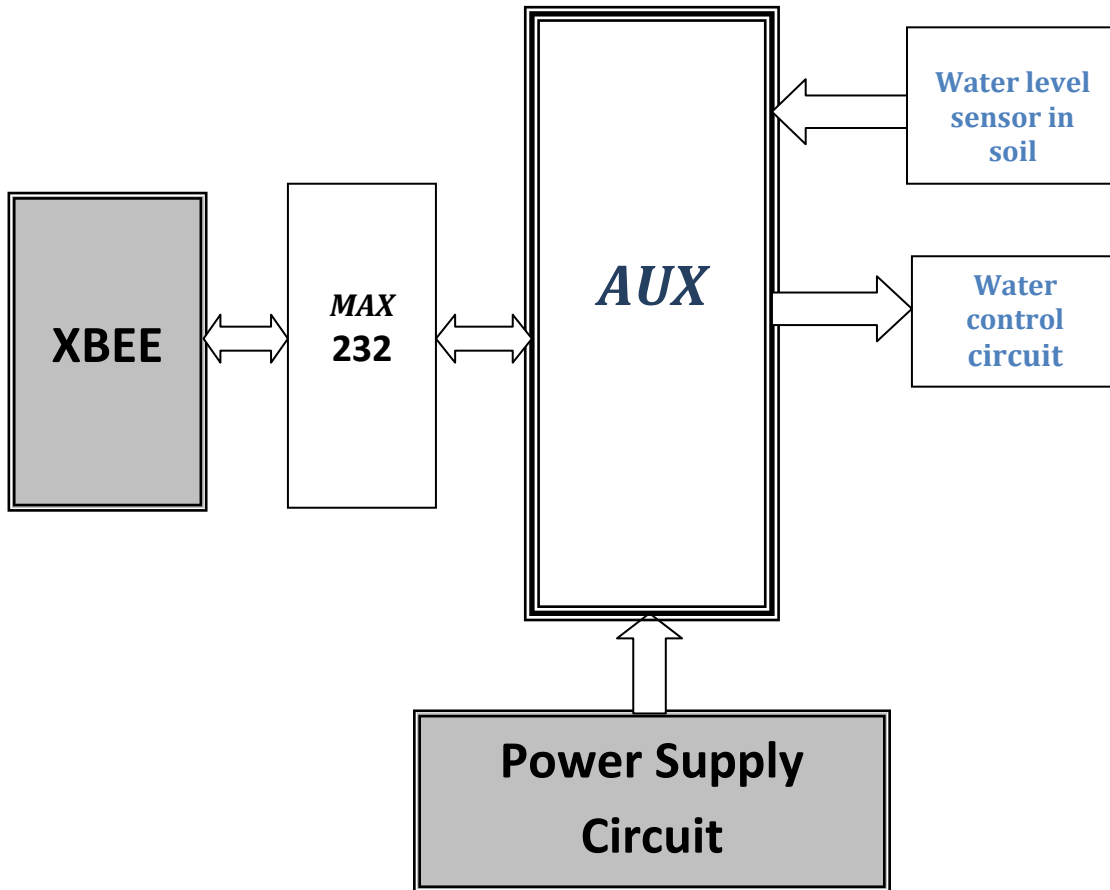 XBEE
MAX
232
AUX
Water level
sensor in
soil
Water
control
circuit
Power Supply
Circuit